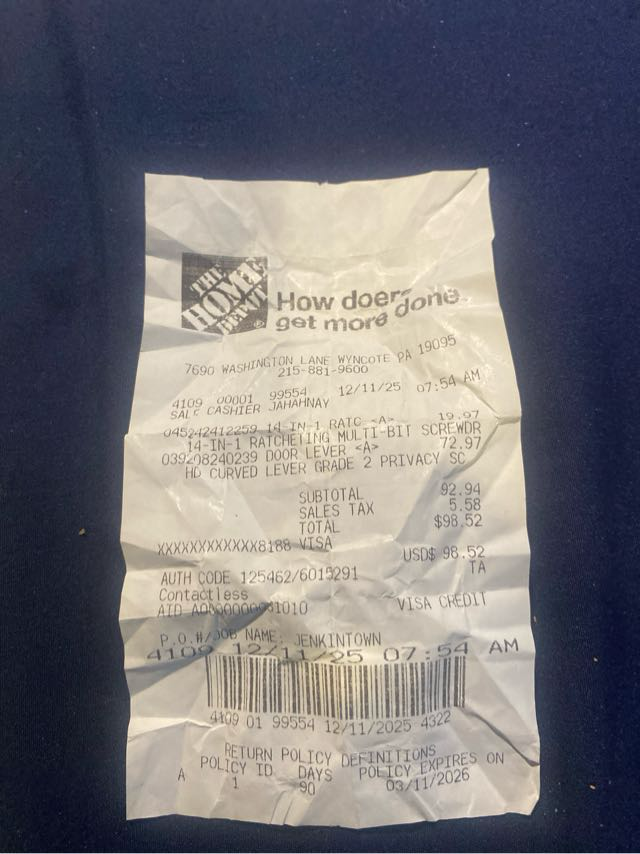 THE HOME DEPOT
How doers
get more done
7690 WASHINGTON LANE WYNCOTE PA 19095
215-881-9600
4109 00001 99554 12/11/25 07:54 AM
SALE CASHIER JAHAHNAY
045242412259 14-IN-1 RATC <A> 19.97
14-IN-1 RATCHETING MULTI-BIT SCREWDR
039208240239 DOOR LEVER <A> 72.97
HD CURVED LEVER GRADE 2 PRIVACY SC
SUBTOTAL 92.94
SALES TAX 5.58
TOTAL $98.52
XXXXXXXXXXXX8188 VISA
USD$ 98.52
AUTH CODE 125462/6015291 TA
Contactless
AID A0000000031010 VISA CREDIT
P.O.#/JOB NAME: JENKINTOWN
4109 12/11/25 07:54 AM
4109 01 99554 12/11/2025 4322
RETURN POLICY DEFINITIONS
POLICY ID DAYS POLICY EXPIRES ON
A 1 90 03/11/2026